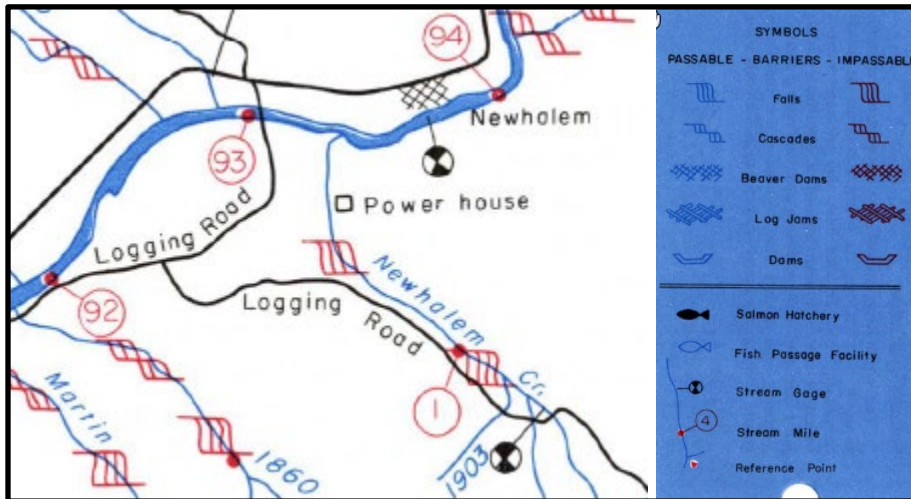 94
Newhalem
93
Power house
Logging Road
Newhalem Cr.
92
Logging Road
1
Martin
1860
1903
SYMBOLS
PASSABLE - BARRIERS - IMPASSABLE
Falls
Cascades
Beaver Dams
Log Jams
Dams
Salmon Hatchery
Fish Passage Facility
Stream Gage
4
Stream Mile
Reference Point